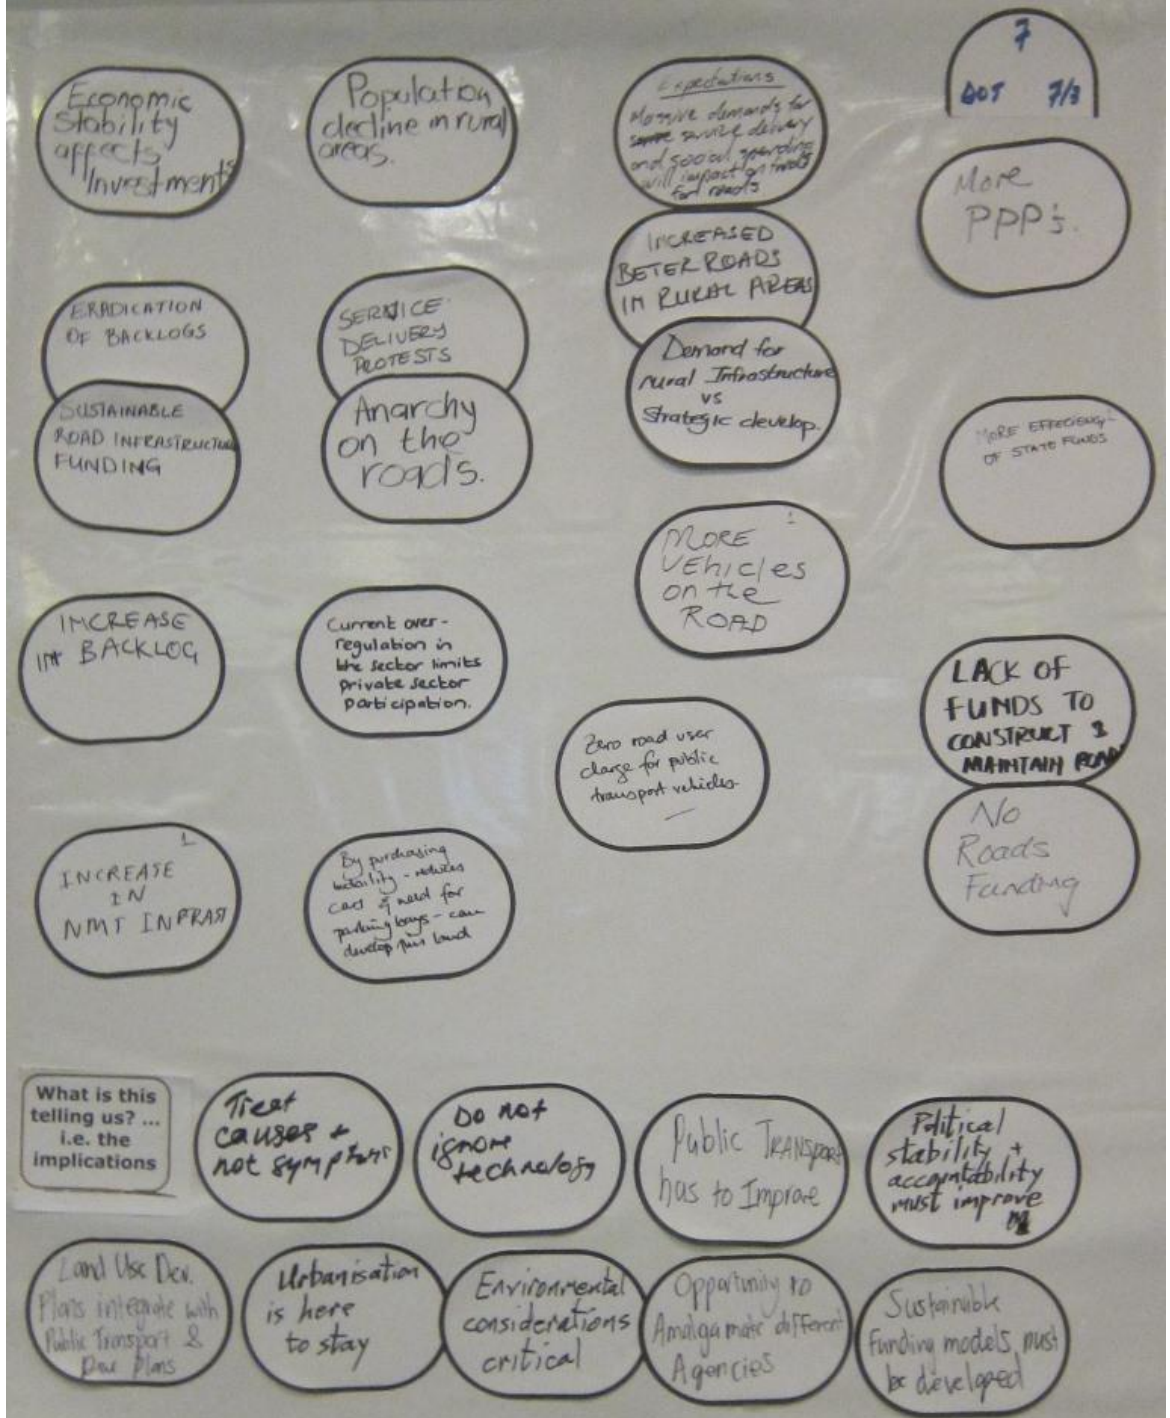 Economic
Stability
affects
Investments
Population
decline in rural
areas.
Expectations
Massive demands for
service delivery
and social spending
will impact on funds
for roads
7
DOT 7/3
More
PPP's.
INCREASED
BETER ROADS
IN RURAL AREAS
ERADICATION
OF BACKLOGS
SERVICE
DELIVERY
PROTESTS
Demand for
rural Infrastructure
vs
Strategic develop.
SUSTAINABLE
ROAD INFRASTRUCTURE
FUNDING
Anarchy
on the
roads.
MORE
OF STATE FUNDS
1
MORE
VEHICLES
on the
ROAD
INCREASE
IN BACKLOG
Current over-
regulation in
the sector limits
private sector
participation.
LACK OF
FUNDS TO
CONSTRUCT &
MAINTAIN ROAD
Zero road user
charge for public
transport vehicles
No
Roads
Funding
1
INCREASE
IN
NMT INFRAST
By purchasing
mobility - reduces
cars & need for
parking bays - can
develop land
What is this
telling us? ...
i.e. the
implications
Treat
causes +
not symptoms
Do not
ignore
technology
Public TRANSPORT
has to Improve
Political
stability +
accountability
must improve
Land Use Dev.
Plans integrate with
Public Transport &
Dev Plans
Urbanisation
is here
to stay
Environmental
considerations
critical
Opportunity to
Amalgamate different
Agencies
Sustainable
Funding models must
be developed